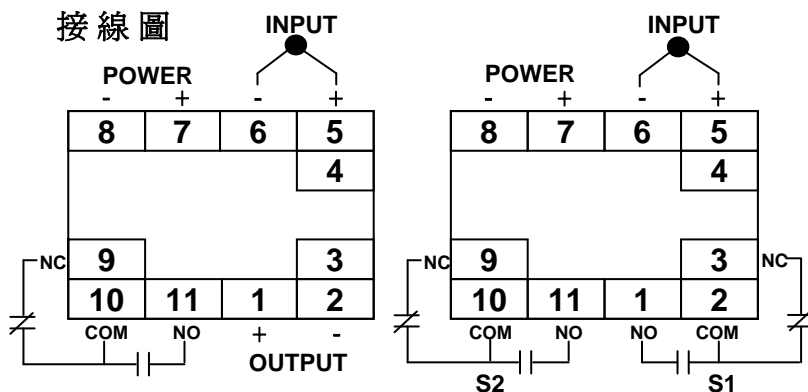 接線圖
INPUT
POWER
- + - +
8 7 6 5
4
NC 9 3
10 11 1 2
COM NO + -
OUTPUT
INPUT
POWER
- + - +
8 7 6 5
4
NC 9 3 NC
10 11 1 2
COM NO NO COM
S2 S1